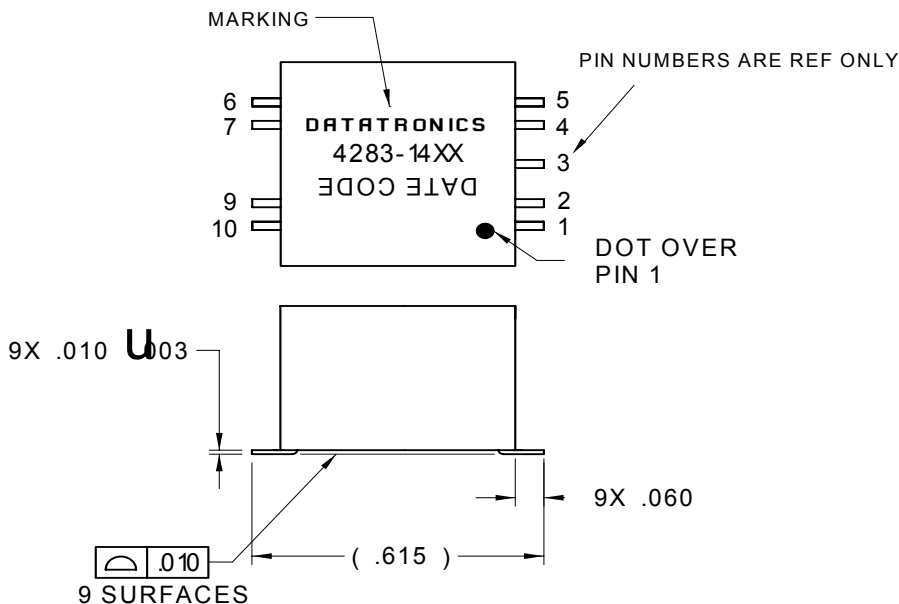 MARKING
PIN NUMBERS ARE REF ONLY
6
5
7
4
DATATRONICS
4283-14XX
3
DATE CODE
9
2
10
1
DOT OVER
PIN 1
9X .010 U003
9X .060
( .615 )
.010
9 SURFACES